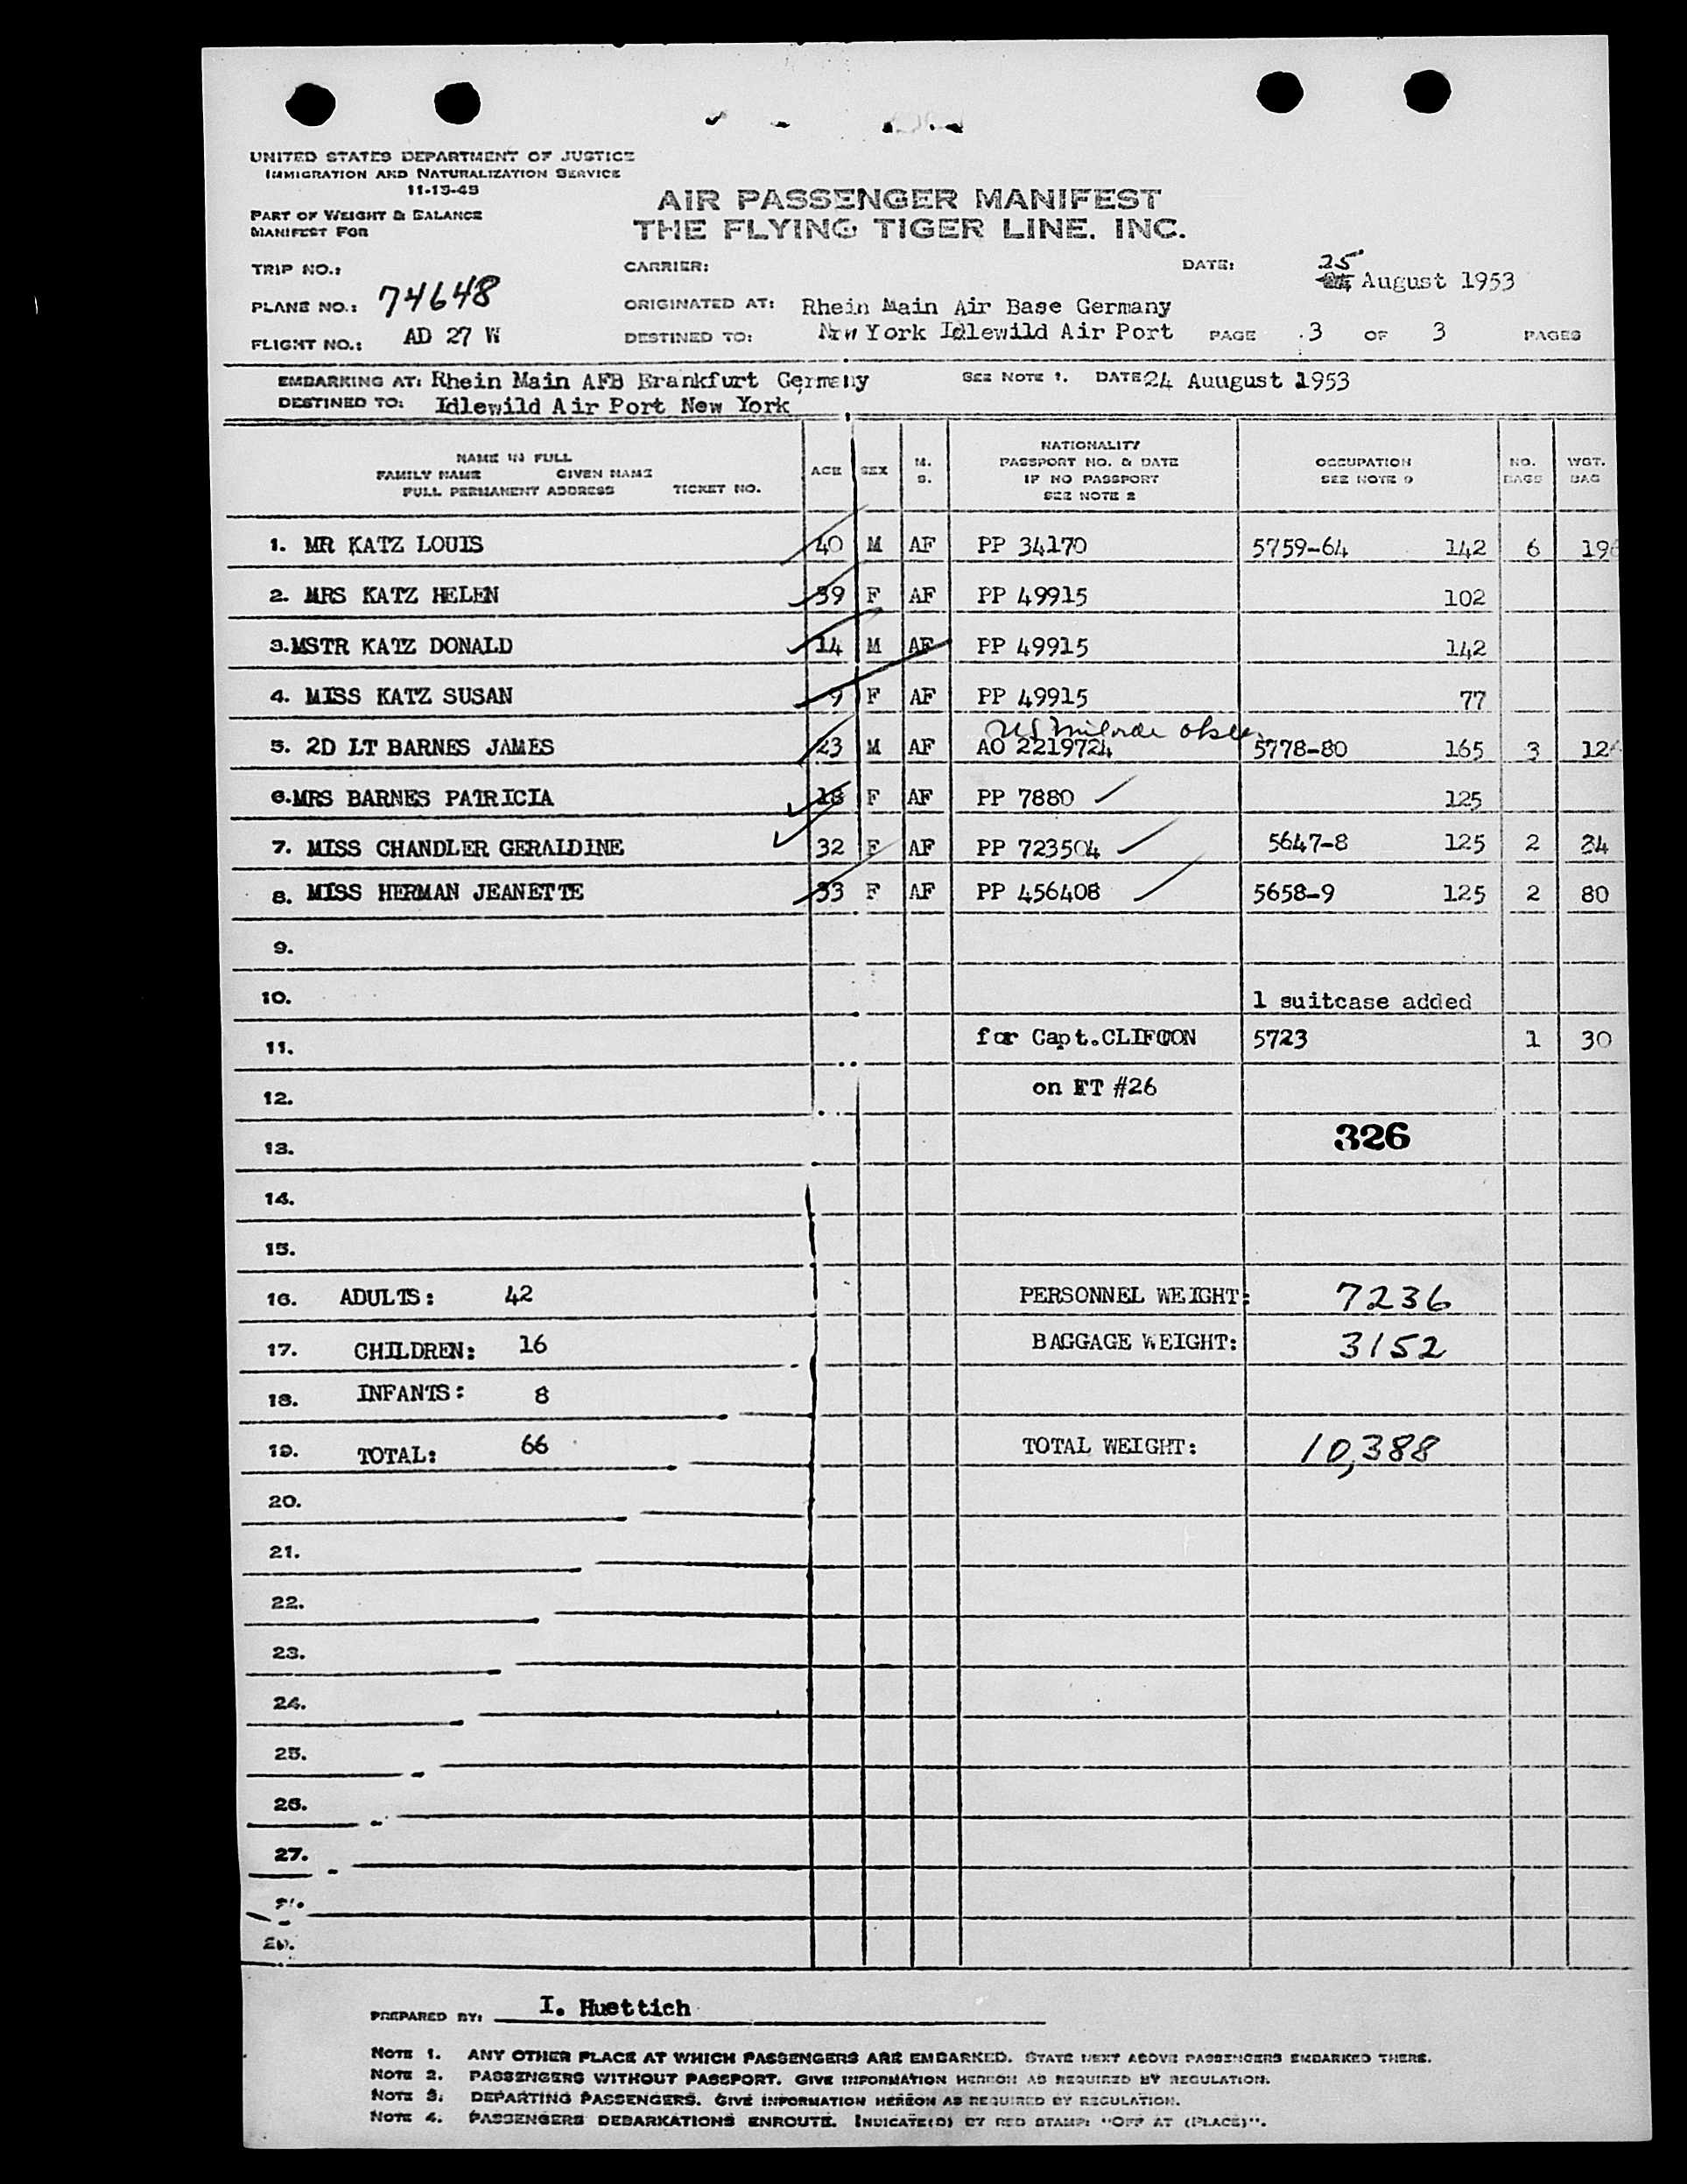 UNITED STATES DEPARTMENT OF JUSTICE
IMMIGRATION AND NATURALIZATION SERVICE
11-13-48
PART OF WEIGHT & BALANCE
MANIFEST FOR
AIR PASSENGER MANIFEST
THE FLYING TIGER LINE. INC.
TRIP NO.: CARRIER: DATE: 25 August 1953
PLANE NO.: 74648 ORIGINATED AT: Rhein Main Air Base Germany
FLIGHT NO.: AD 27 W DESTINED TO: Nrw York Idlewild Air Port PAGE 3 OF 3 PAGES
EMBARKING AT: Rhein Main AFB Erankfurt Germany SEE NOTE 1. DATE 24 Auugust 1953
DESTINED TO: Idlewild Air Port New York
NAME IN FULL
FAMILY NAME GIVEN NAME
FULL PERMANENT ADDRESS TICKET NO.
AGE SEX M. S.
NATIONALITY
PASSPORT NO. & DATE
IF NO PASSPORT
SEE NOTE 2
OCCUPATION
SEE NOTE 9
NO. BAGS
WGT. BAG
1. MR KATZ LOUIS 40 M AF PP 34170 5759-64 142 6 196
2. MRS KATZ HELEN 39 F AF PP 49915 102
3. MSTR KATZ DONALD 14 M AF PP 49915 142
4. MISS KATZ SUSAN 9 F AF PP 49915 77
US
5. 2D LT BARNES JAMES 23 M AF AO 2219724 5778-80 165 3 12
6. MRS BARNES PATRICIA 18 F AF PP 7880 125
7. MISS CHANDLER GERALDINE 32 F AF PP 723504 5647-8 125 2 84
8. MISS HERMAN JEANETTE 33 F AF PP 456408 5658-9 125 2 80
9.
10. 1 suitcase added
11. for Capt. 5723 1 30
12. on FT #26
13. 326
14.
15.
16. ADULTS: 42 PERSONNEL WEIGHT: 7236
17. CHILDREN: 16 BAGGAGE WEIGHT: 3152
18. INFANTS: 8
19. TOTAL: 66 TOTAL WEIGHT: 10,388
20.
21.
22.
23.
24.
25.
26.
27.
PREPARED BY: I. Huettich
NOTE 1. ANY OTHER PLACE AT WHICH PASSENGERS ARE EMBARKED. STATE NEXT ABOVE PASSENGERS EMBARKED THERE.
NOTE 2. PASSENGERS WITHOUT PASSPORT. GIVE INFORMATION HEREON AS REQUIRED BY REGULATION.
NOTE 3. DEPARTING PASSENGERS. GIVE INFORMATION HEREON AS REQUIRED BY REGULATION.
NOTE 4. PASSENGERS DEBARKATIONS ENROUTE. INDICATE(D) BY RED STAMP: "OFF AT (PLACE)".